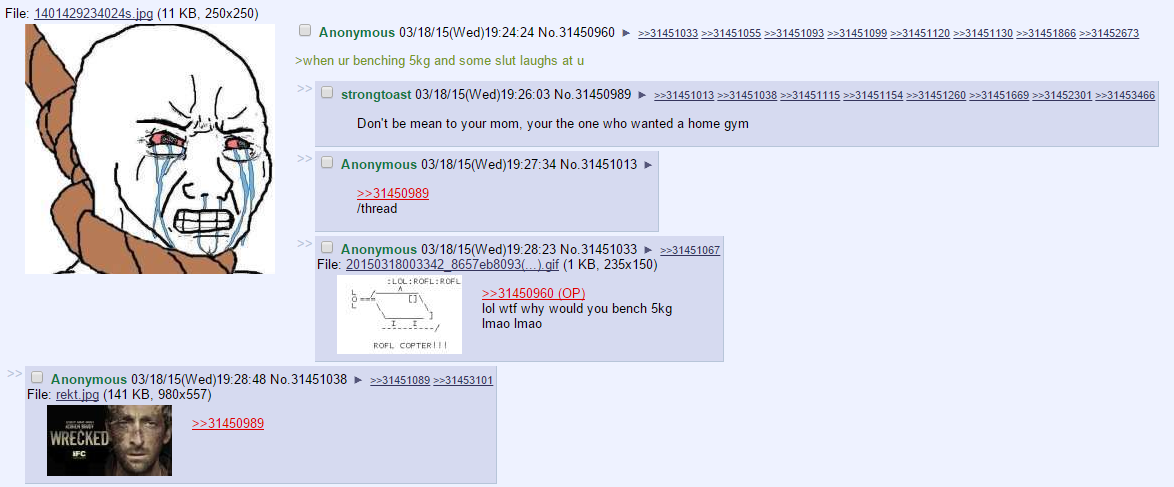 File: 1401429234024s.jpg (11 KB, 250x250)
Anonymous 03/18/15(Wed)19:24:24 No.31450960 ► >>31451033 >>31451055 >>31451093 >>31451099 >>31451120 >>31451130 >>31451866 >>31452673
>when ur benching 5kg and some slut laughs at u
>> strongtoast 03/18/15(Wed)19:26:03 No.31450989 ► >>31451013 >>31451038 >>31451115 >>31451154 >>31451260 >>31451669 >>31452301 >>31453466
Don't be mean to your mom, your the one who wanted a home gym
>> Anonymous 03/18/15(Wed)19:27:34 No.31451013 ►
>>31450989
/thread
>> Anonymous 03/18/15(Wed)19:28:23 No.31451033 ► >>31451067
File: 20150318003342_8657eb8093(...).gif (1 KB, 235x150)
:LOL:ROFL:ROFL
L
O
L
ROFL COPTER!!!
>>31450960 (OP)
lol wtf why would you bench 5kg
lmao lmao
>> Anonymous 03/18/15(Wed)19:28:48 No.31451038 ► >>31451089 >>31453101
File: rekt.jpg (141 KB, 980x557)
WRECKED
IFC
>>31450989